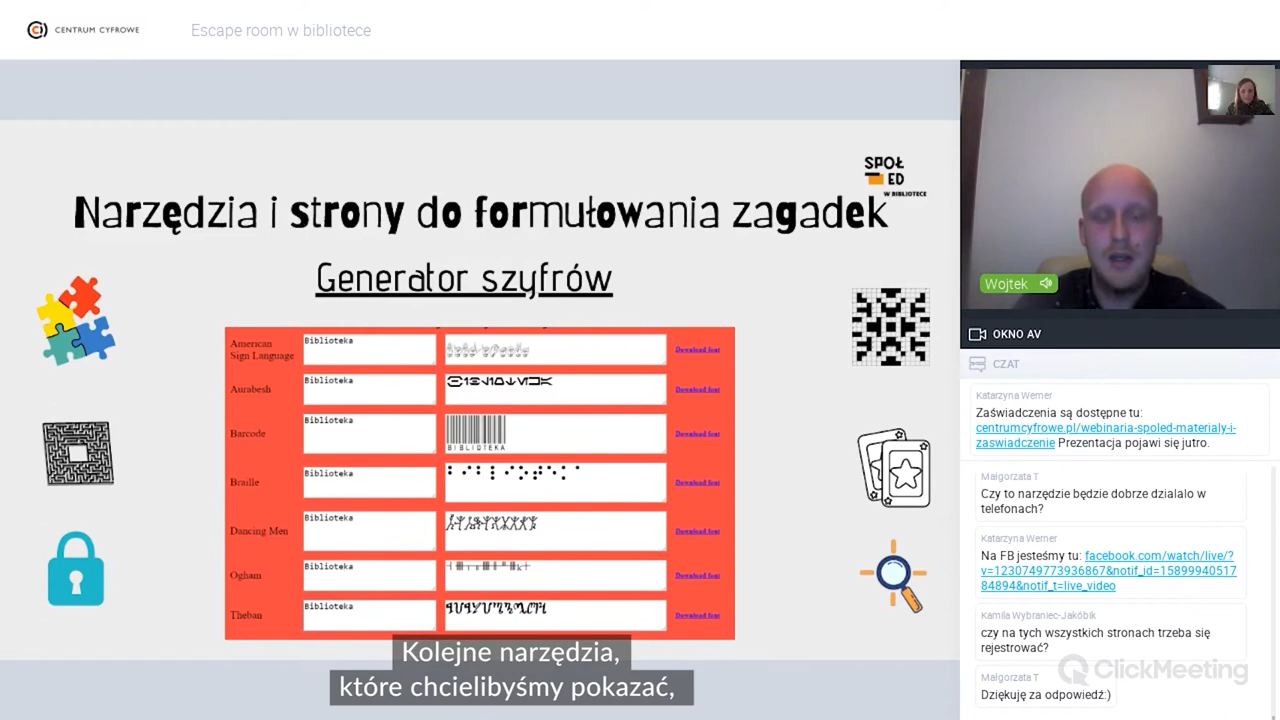 CENTRUM CYFROWE
Escape room w bibliotece
SPOŁ
ED
W BIBLIOTECE
Narzędzia i strony do formułowania zagadek
Generator szyfrów
American
Sign Language
Biblioteka
Download font
Aurabesh
Biblioteka
Download font
Barcode
Biblioteka
BIBLIOTEKA
Download font
Braille
Biblioteka
Download font
Dancing Men
Biblioteka
Download font
Ogham
Biblioteka
Download font
Theban
Biblioteka
Download font
Kolejne narzędzia,
które chcielibyśmy pokazać,
Wojtek
OKNO AV
CZAT
Katarzyna Werner
Zaświadczenia są dostępne tu:
centrumcyfrowe.pl/webinaria-spoled-materialy-i-
zaswiadczenie Prezentacja pojawi się jutro.
Małgorzata T
Czy to narzędzie będzie dobrze dzialalo w
telefonach?
Katarzyna Werner
Na FB jesteśmy tu: facebook.com/watch/live/?
v=1230749773936867&notif_id=15899940517
84894&notif_t=live_video
Kamila Wybraniec-Jakóbik
czy na tych wszystkich stronach trzeba się
rejestrować?
Małgorzata T
Dziękuję za odpowiedź:)
ClickMeeting